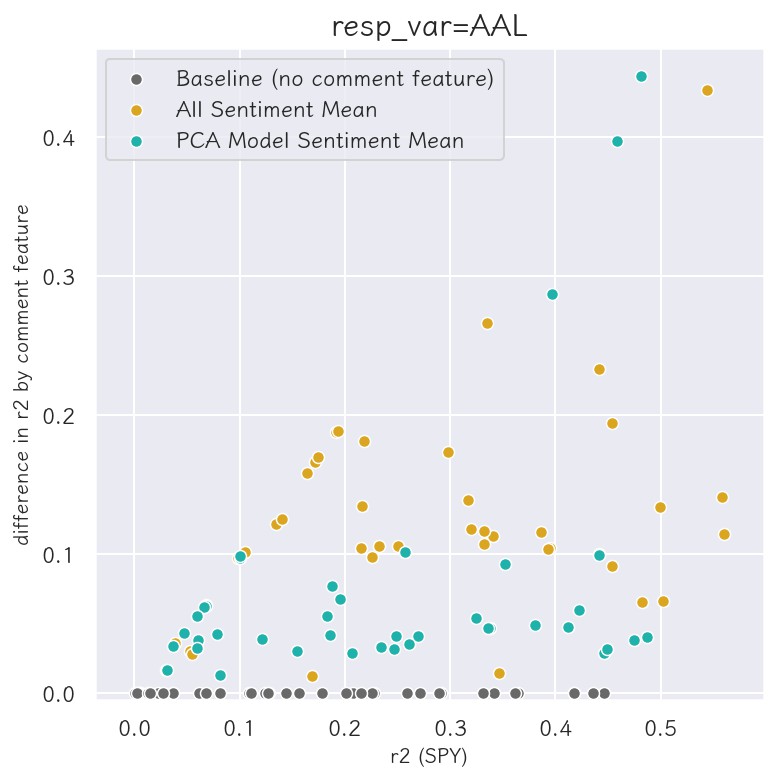 resp_var=AAL
Baseline (no comment feature)
All Sentiment Mean
PCA Model Sentiment Mean
difference in r2 by comment feature
0.4
0.3
0.2
0.1
0.0
0.0 0.1 0.2 0.3 0.4 0.5
r2 (SPY)